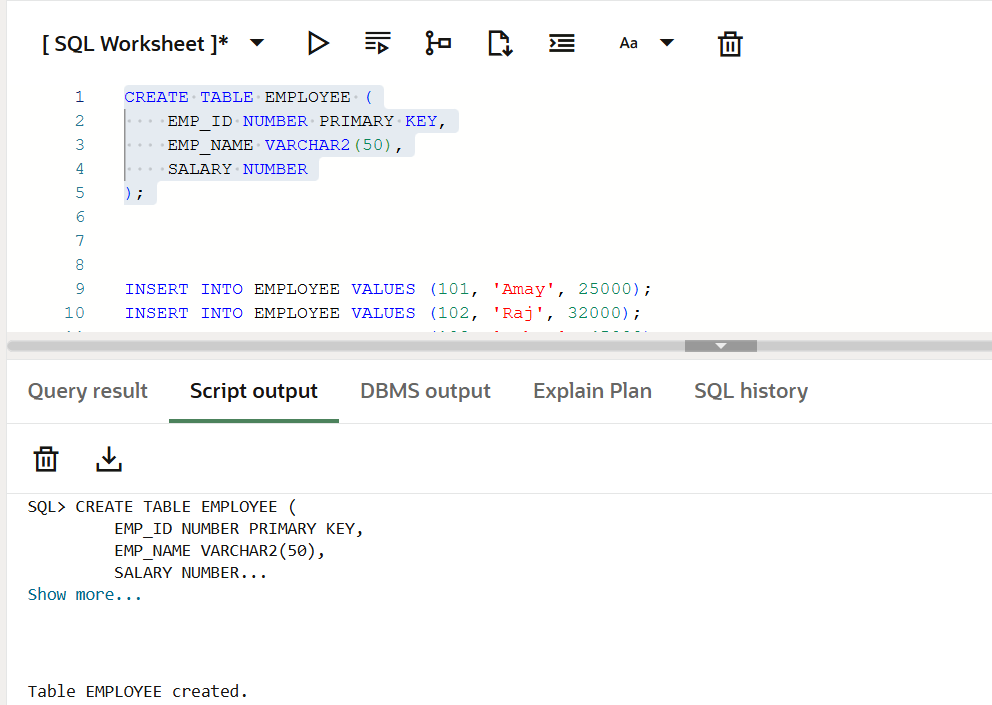 [ SQL Worksheet ]*
Aa
1 CREATE TABLE EMPLOYEE (
2     EMP_ID NUMBER PRIMARY KEY,
3     EMP_NAME VARCHAR2(50),
4     SALARY NUMBER
5 );
6
7
8
9 INSERT INTO EMPLOYEE VALUES (101, 'Amay', 25000);
10 INSERT INTO EMPLOYEE VALUES (102, 'Raj', 32000);
Query result Script output DBMS output Explain Plan SQL history
SQL> CREATE TABLE EMPLOYEE (
         EMP_ID NUMBER PRIMARY KEY,
         EMP_NAME VARCHAR2(50),
         SALARY NUMBER...
Show more...
Table EMPLOYEE created.